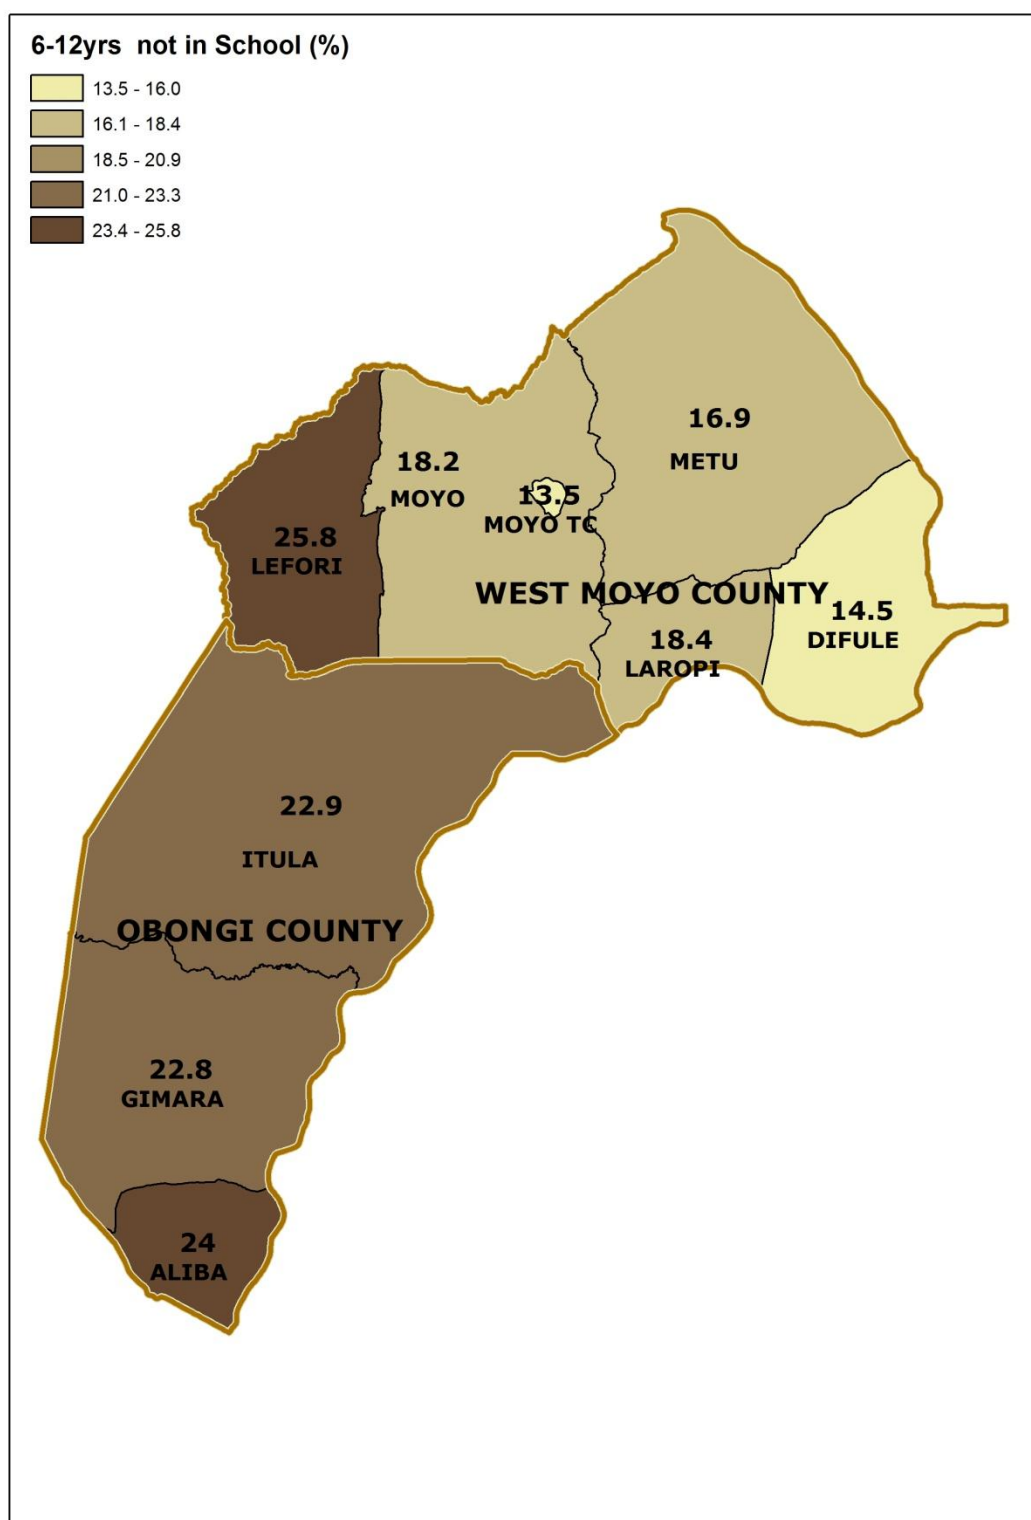 6-12yrs not in School (%)
13.5 - 16.0
16.1 - 18.4
18.5 - 20.9
21.0 - 23.3
23.4 - 25.8
16.9
METU
18.2
MOYO
13.5
MOYO TC
25.8
LEFORI
WEST MOYO COUNTY
14.5
DIFULE
18.4
LAROPI
22.9
ITULA
OBONGI COUNTY
22.8
GIMARA
24
ALIBA